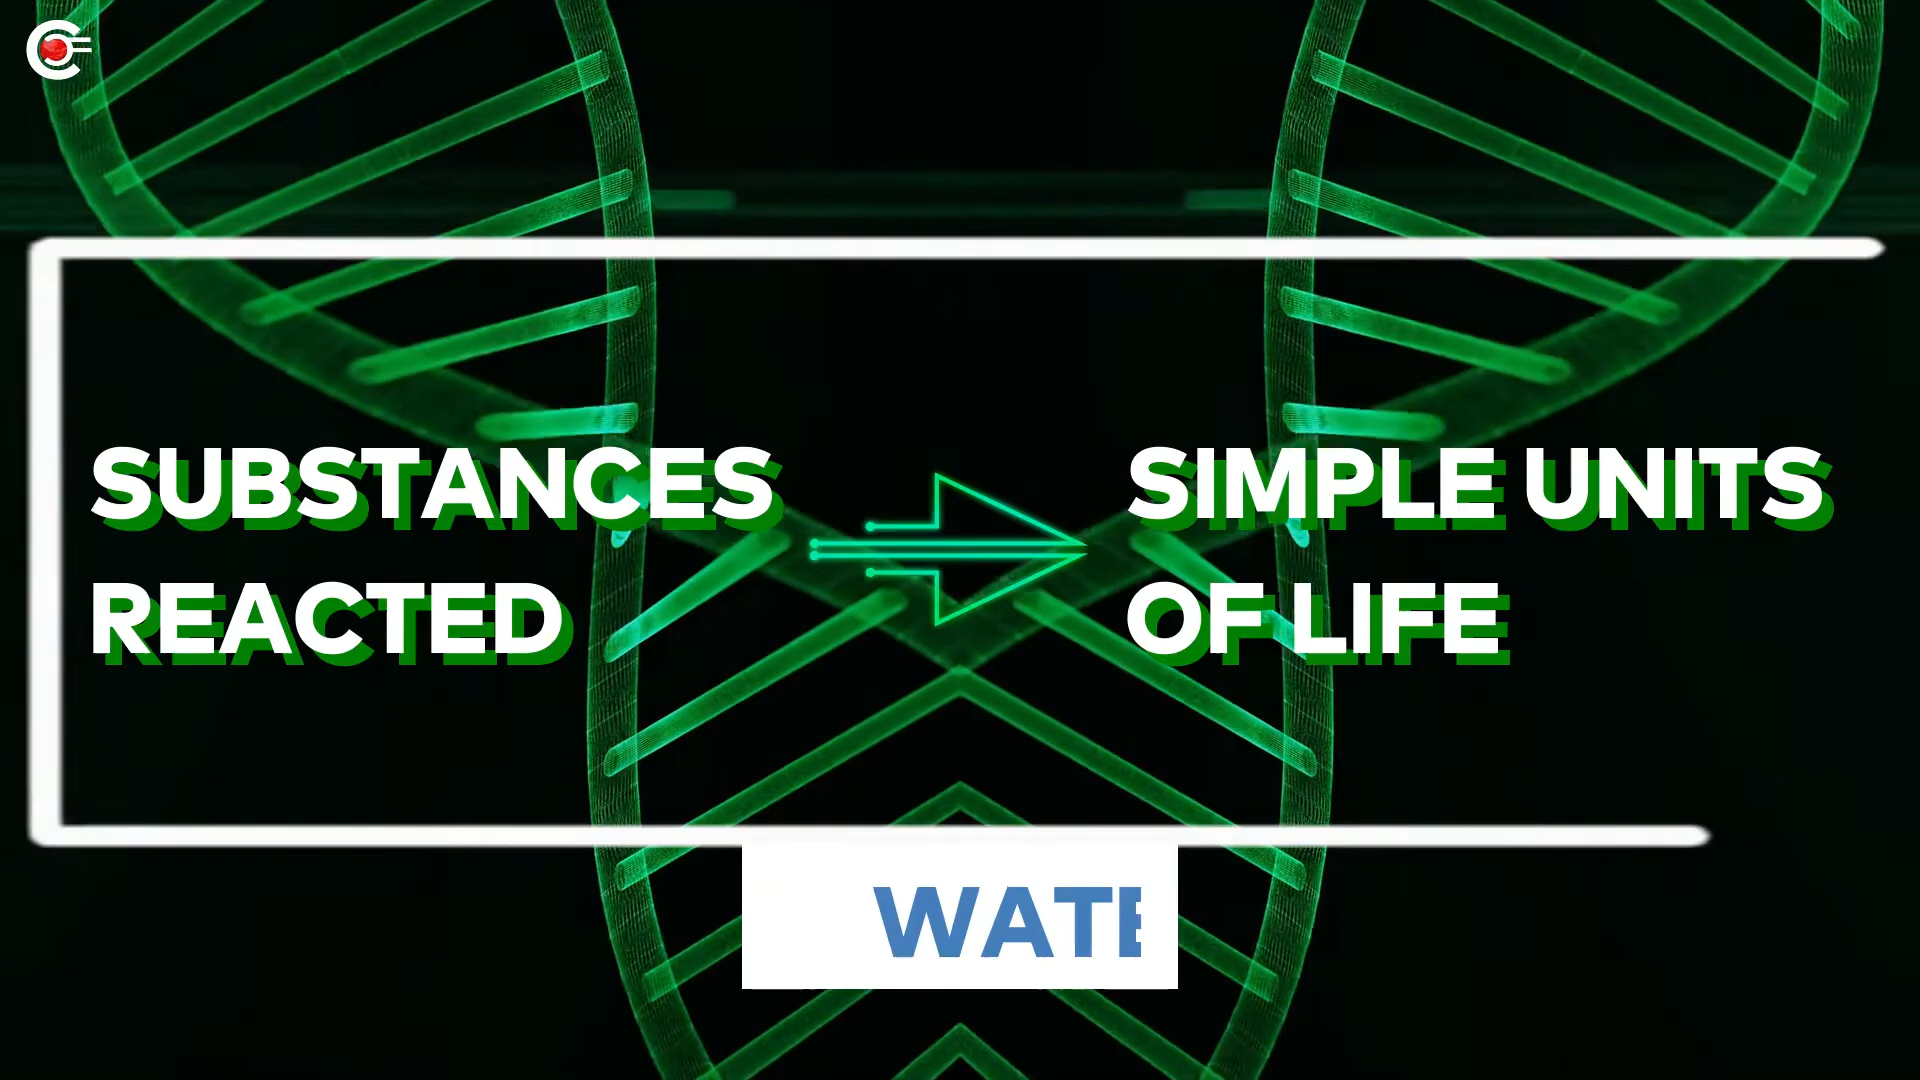 SUBSTANCES
REACTED
SIMPLE UNITS
OF LIFE
WATE